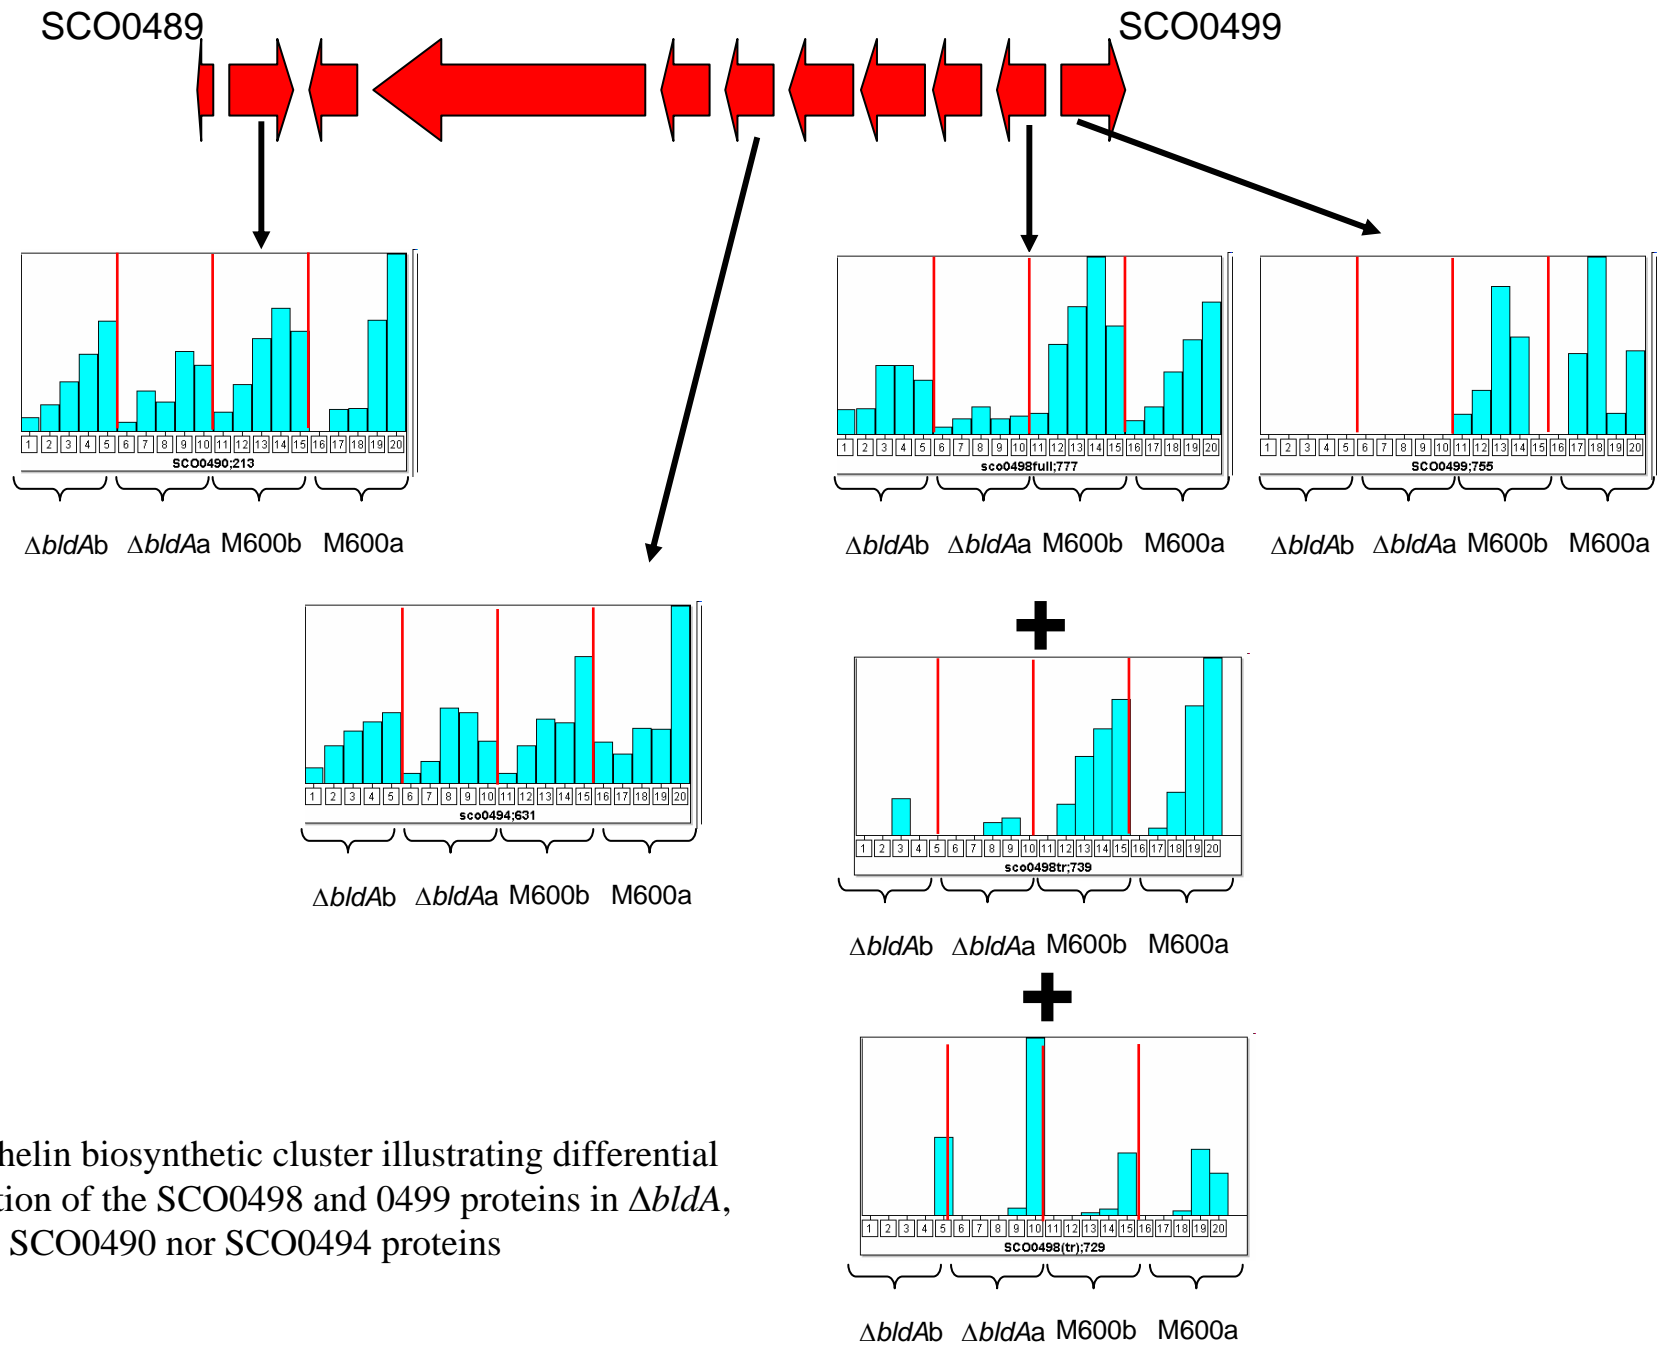 SCO0489 SCO0499
1 2 3 4 5 6 7 8 9 10 11 12 13 14 15 16 17 18 19 20
SCO0490;213
ΔbldAb ΔbldAa M600b M600a
1 2 3 4 5 6 7 8 9 10 11 12 13 14 15 16 17 18 19 20
sco0498full;777
ΔbldAb ΔbldAa M600b M600a
1 2 3 4 5 6 7 8 9 10 11 12 13 14 15 16 17 18 19 20
SCO0499;755
ΔbldAb ΔbldAa M600b M600a
+
1 2 3 4 5 6 7 8 9 10 11 12 13 14 15 16 17 18 19 20
sco0494;631
ΔbldAb ΔbldAa M600b M600a
1 2 3 4 5 6 7 8 9 10 11 12 13 14 15 16 17 18 19 20
sco0498tr;739
ΔbldAb ΔbldAa M600b M600a
+
1 2 3 4 5 6 7 8 9 10 11 12 13 14 15 16 17 18 19 20
SCO0498(tr);729
ΔbldAb ΔbldAa M600b M600a
helin biosynthetic cluster illustrating differential
tion of the SCO0498 and 0499 proteins in ΔbldA,
SCO0490 nor SCO0494 proteins